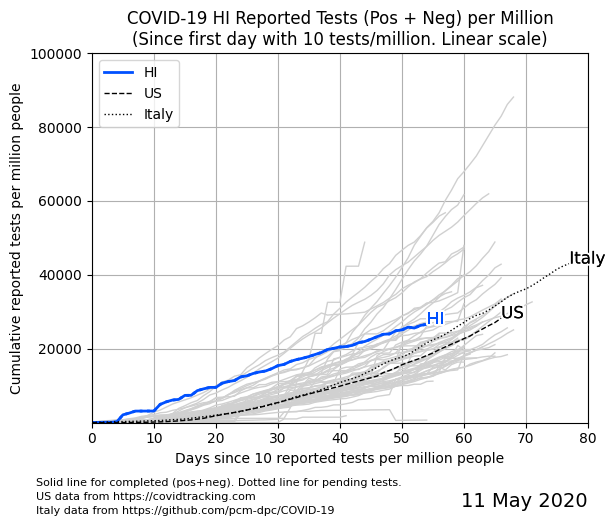 COVID-19 HI Reported Tests (Pos + Neg) per Million
(Since first day with 10 tests/million. Linear scale)
Cumulative reported tests per million people
100000
80000
60000
40000
20000
HI
US
Italy
Italy
US
HI
0 10 20 30 40 50 60 70 80
Days since 10 reported tests per million people
Solid line for completed (pos+neg). Dotted line for pending tests.
US data from https://covidtracking.com
Italy data from https://github.com/pcm-dpc/COVID-19
11 May 2020